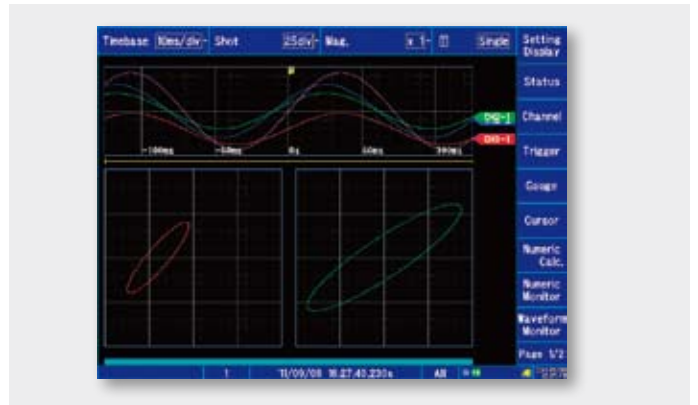 Timebase 10ms/div Shot 25div Mag. x 1 Single
Setting
Display
Status
Channel
Trigger
Gauge
Cursor
Numeric
Calc.
Numeric
Monitor
Waveform
Monitor
Page 1/2
CH2-1
-100ms -50ms 0s 50ms 100ms
1 '11/09/08 16:27:40.230s All